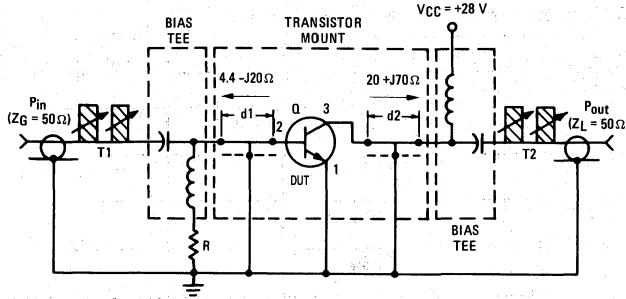 BIAS
TEE
TRANSISTOR
MOUNT
VCC = +28 V
4.4 -J20Ω
20 +J70Ω
Pin
(ZG = 50Ω)
d1
2
Q
3
d2
Pout
(ZL = 50Ω
T1
DUT
1
T2
R
BIAS
TEE